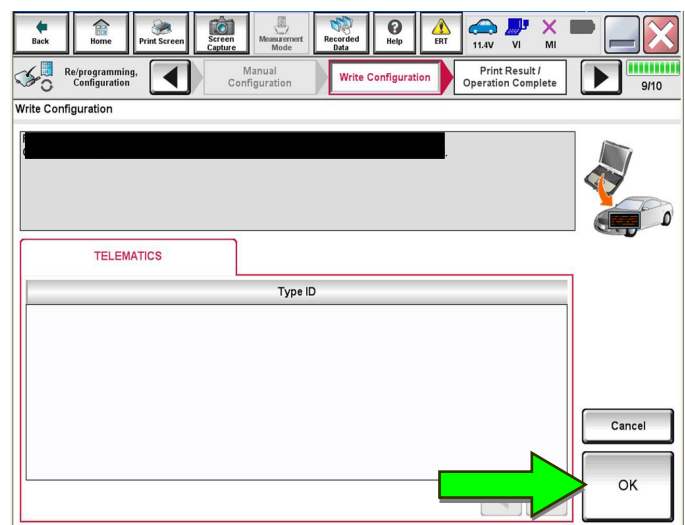 Back
Home
Print Screen
Screen
Capture
Measurement
Mode
Recorded
Data
Help
ERT
11.4V
VI
MI
Re/programming,
Configuration
Manual
Configuration
Write Configuration
Print Result /
Operation Complete
9/10
Write Configuration
TELEMATICS
Type ID
Cancel
OK